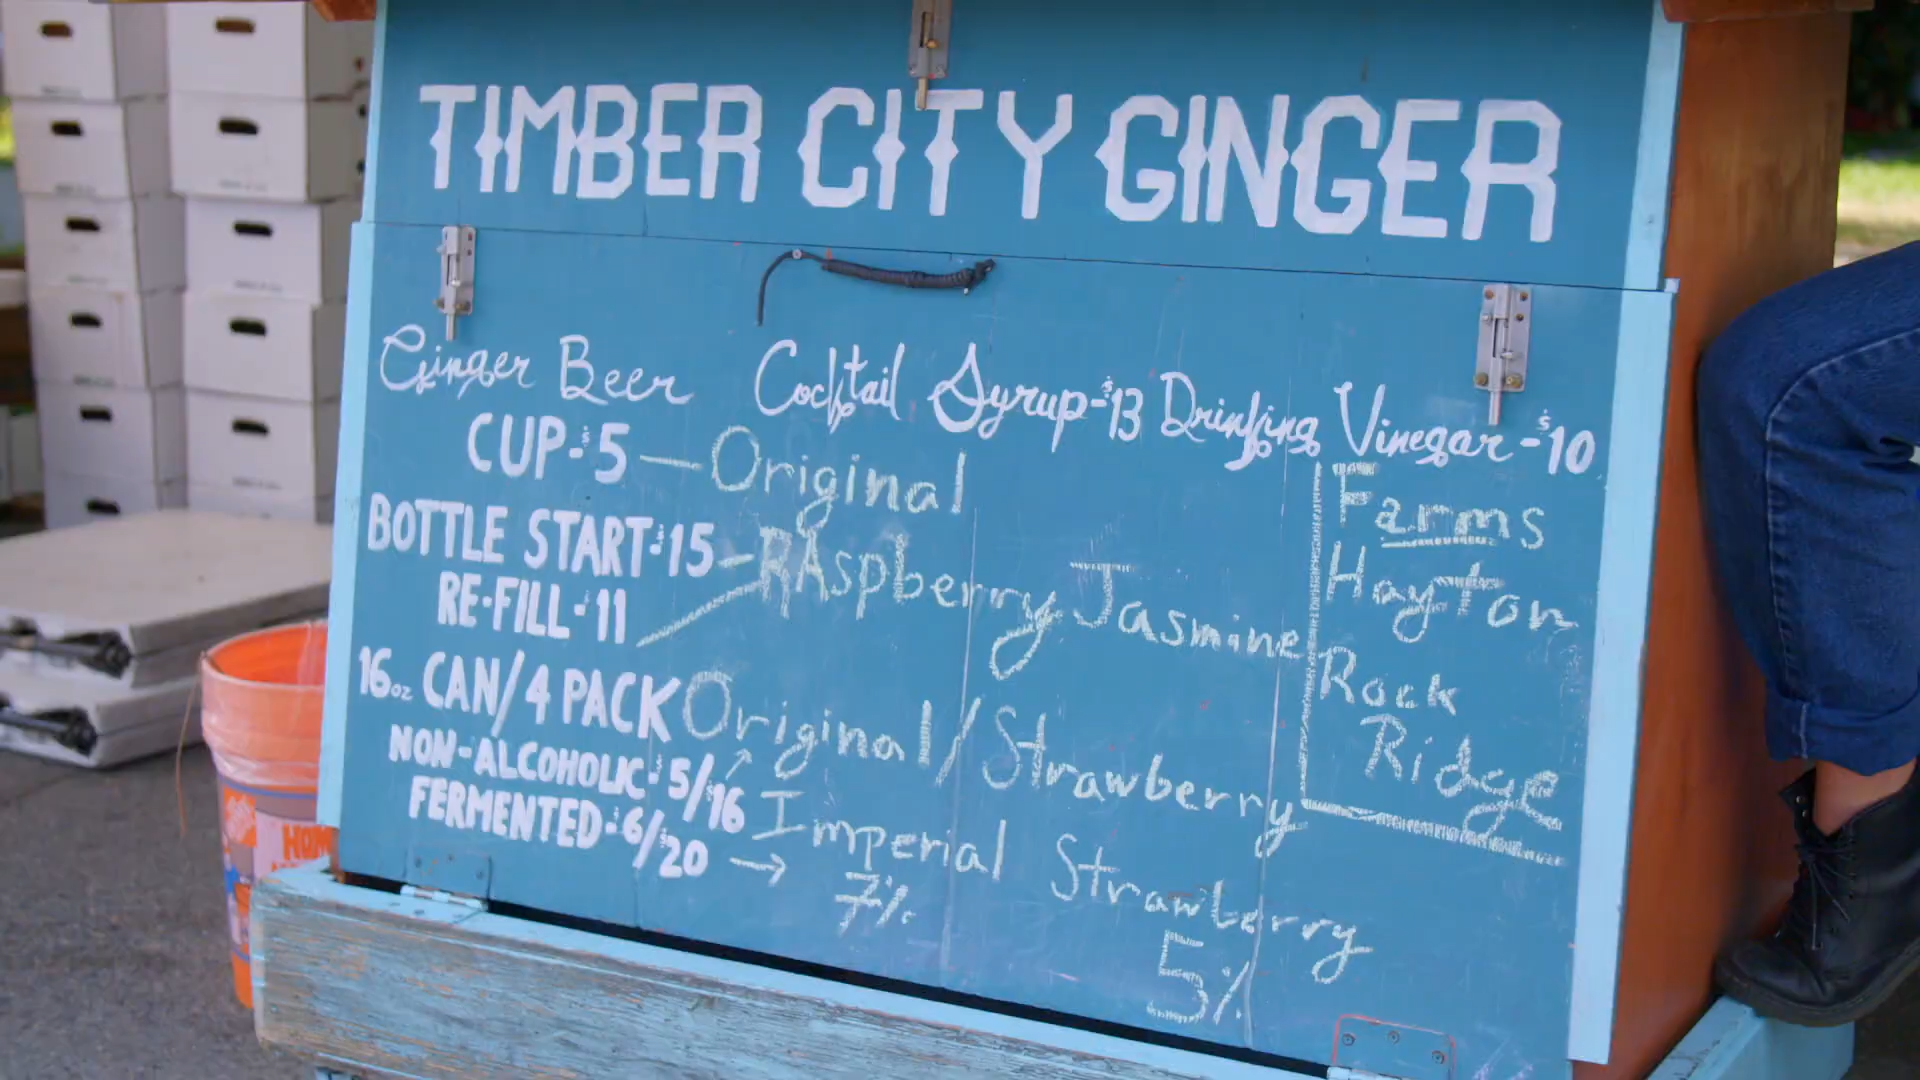 TIMBER CITY GINGER
Ginger Beer
Cocktail Syrup-$13
Drinking Vinegar-$10
CUP-$5 — Original
BOTTLE START-$15 – RAspberry Jasmine
RE-FILL-$11
16oz CAN/4 PACK Original/Strawberry
NON-ALCOHOLIC-$5/$16
FERMENTED-$6/$20 → Imperial Strawberry
7% 5%
Farms
Hayton
Rock
Ridge
HOM